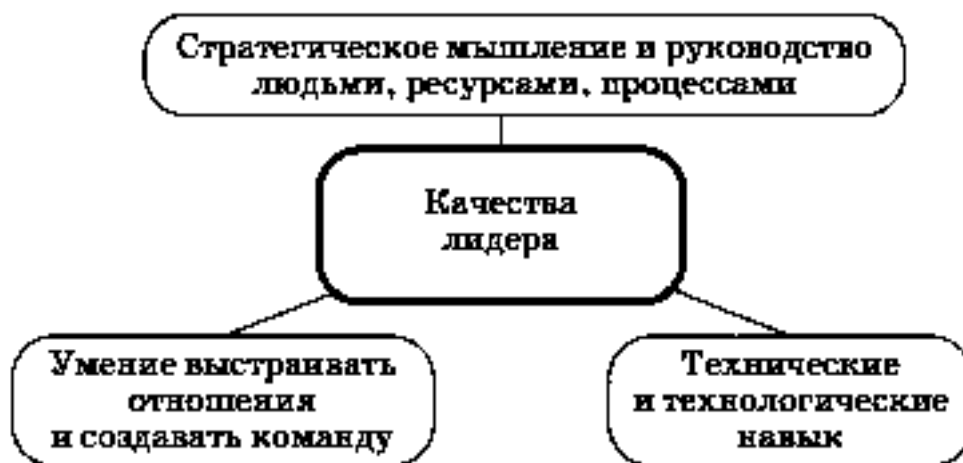 Стратегическое мышление и руководство
людьми, ресурсами, процессами
Качества
лидера
Умение выстраивать
отношения
и создавать команду
Технические
и технологические
навык